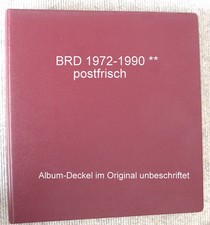 BRD 1972-1990 **
postfrisch
Album-Deckel im Original unbeschriftet